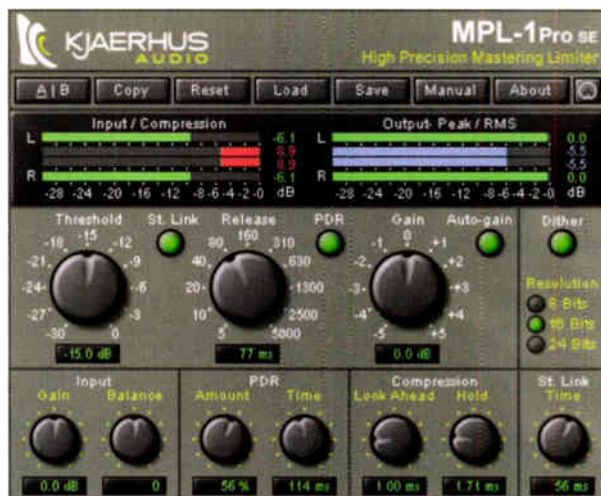 KJAERHUS
AUDIO
MPL-1 Pro SE
High Precision Mastering Limiter
A | B Copy Reset Load Save Manual About
Input / Compression Output- Peak / RMS
L -6.1 L 0.0
8.9 -5.5
8.9 -5.5
R -6.1 R 0.0
-28 -24 -20 -16 -12 -8 -6 -4 -2 -0 dB -28 -24 -20 -16 -12 -8 -6 -4 -2 -0 dB
Threshold St. Link Release PDR Gain Auto-gain Dither
-15 160 0
-18 -12 80 310 -1 +1
-21 -9 40 630 -2 +2
-24 -6 20 1300 -3 +3
-27 -3 10 2500 -4 +4
-30 0 5 5000 -5 +5
-15.0 dB 77 ms 0.0 dB
Resolution
8 Bits
16 Bits
24 Bits
Input PDR Compression St. Link
Gain Balance Amount Time Look Ahead Hold Time
0.0 dB 0 56 % 114 ms 1.00 ms 1.71 ms 56 ms